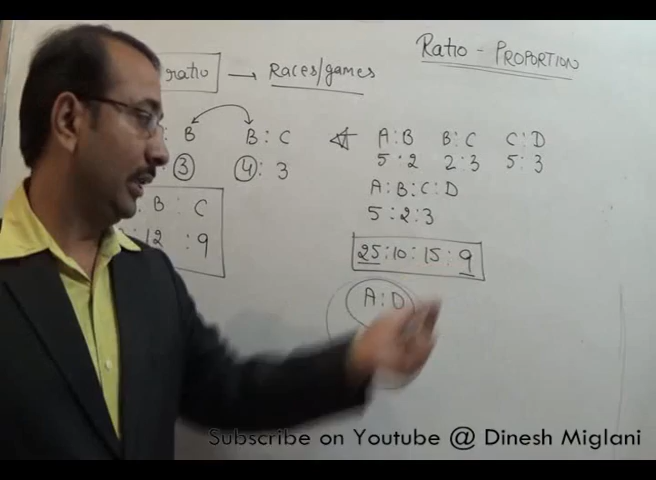 Ratio - PROPORTION
ratio → Races/games
: B B : C
3 4 : 3
B : C
12 : 9
A:B B:C C:D
5:2 2:3 5:3
A:B:C:D
5:2:3
25:10:15:9
A:D
Subscribe on Youtube @ Dinesh Miglani